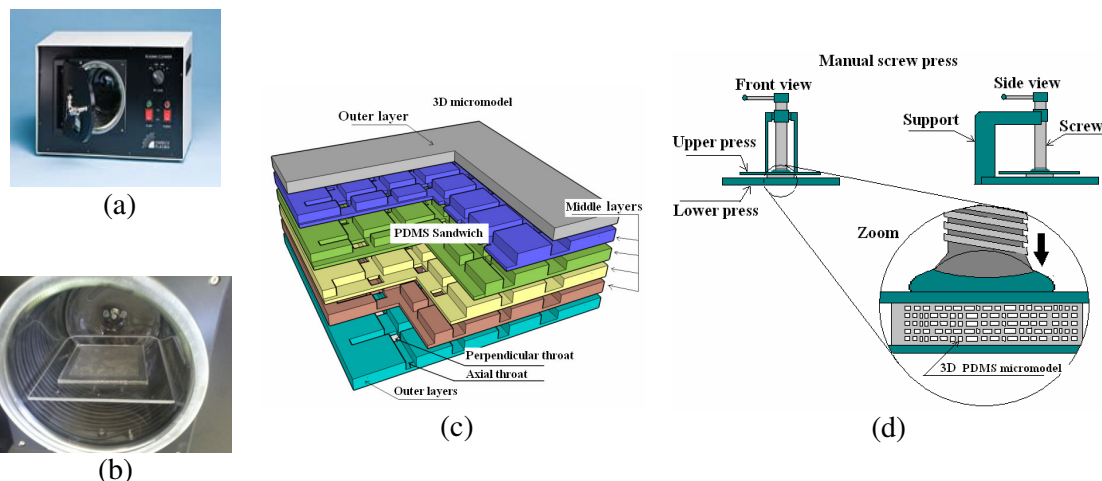 (a)
(b)
3D micromodel
Outer layer
Middle layers
PDMS Sandwich
Perpendicular throat
Axial throat
Outer layers
(c)
Manual screw press
Front view
Side view
Support
Screw
Upper press
Lower press
Zoom
3D PDMS micromodel
(d)